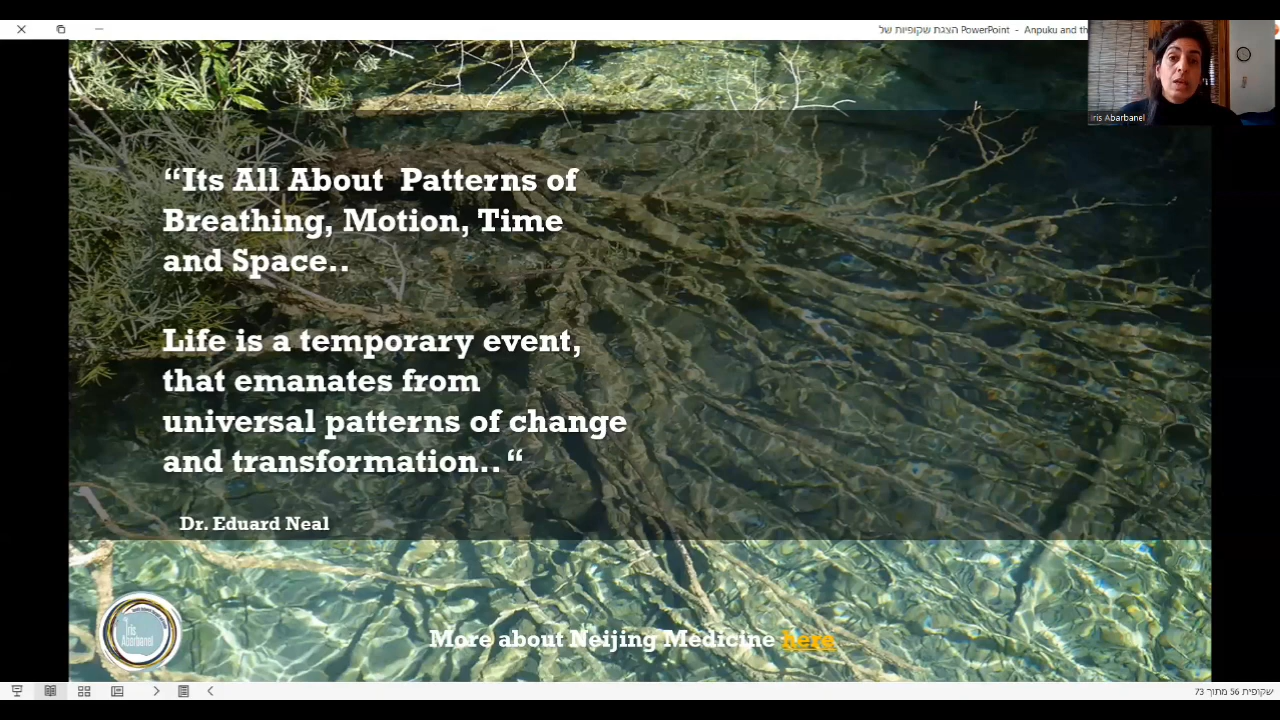 הצגת שקופיות של PowerPoint - Anpuku and th
Iris Abarbanel
“Its All About Patterns of
Breathing, Motion, Time
and Space..
Life is a temporary event,
that emanates from
universal patterns of change
and transformation.. “
Dr. Eduard Neal
Iris
Abarbanel
More about Neijing Medicine here
שקופית 56 מתוך 73